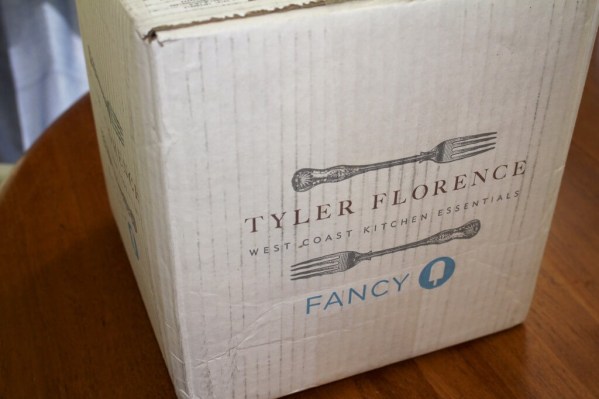 TYLER FLORENCE
WEST COAST KITCHEN ESSENTIALS
FANCY